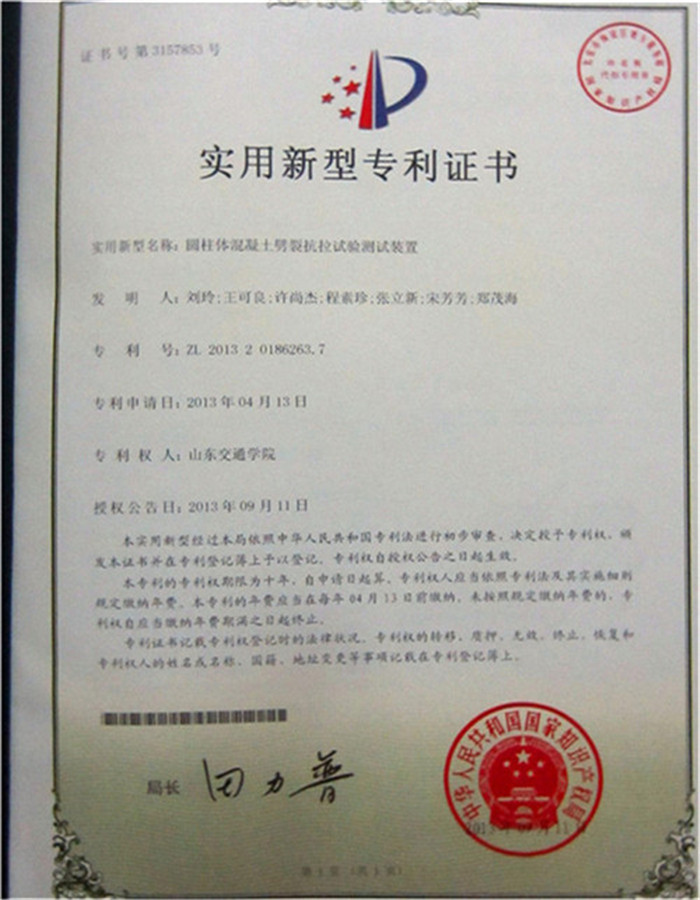 证书号第3157853号
实用新型专利证书
实用新型名称：圆柱体混凝土劈裂抗拉试验测试装置
发明人：刘玲;王可良;许尚杰;程素珍;张立新;宋芳芳;郑茂海
专利号：ZL 2013 2 0186263.7
专利申请日：2013年04月13日
专利权人：山东交通学院
授权公告日：2013年09月11日
本实用新型经过本局依照中华人民共和国专利法进行初步审查，决定授予专利权，颁
发本证书并在专利登记簿上予以登记。专利权自授权公告之日起生效。
本专利的专利权期限为十年，自申请日起算。专利权人应当依照专利法及其实施细则
规定缴纳年费。本专利的年费应当在每年04月13日前缴纳。未按照规定缴纳年费的，专
利权自应当缴纳年费期满之日起终止。
专利证书记载专利权登记时的法律状况。专利权的转移、质押、无效、终止、恢复和
专利权人的姓名或名称、国籍、地址变更等事项记载在专利登记簿上。
局长
田力普
中华人民共和国国家知识产权局
2013年09月11日
第1页（共1页）